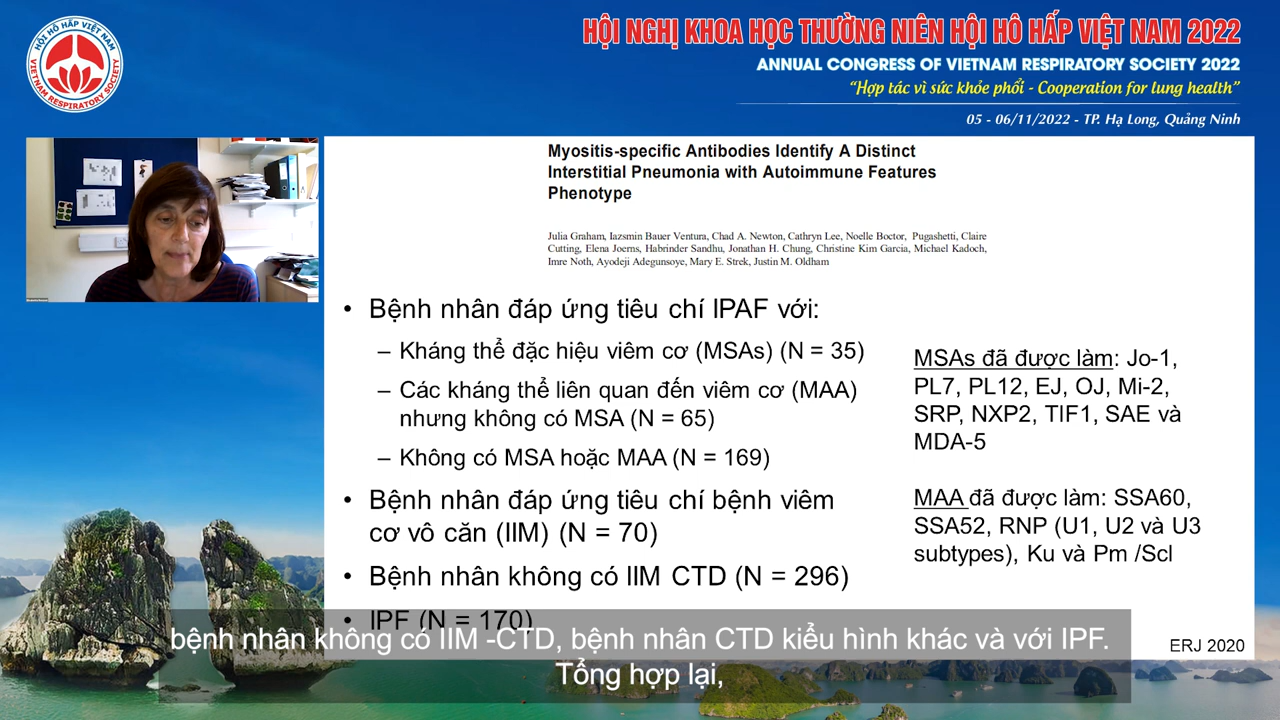 HỘI HÔ HẤP VIỆT NAM
VIETNAM RESPIRATORY SOCIETY
HỘI NGHỊ KHOA HỌC THƯỜNG NIÊN HỘI HÔ HẤP VIỆT NAM 2022
ANNUAL CONGRESS OF VIETNAM RESPIRATORY SOCIETY 2022
“Hợp tác vì sức khỏe phổi - Cooperation for lung health”
05 - 06/11/2022 - TP. Hạ Long, Quảng Ninh
Myositis-specific Antibodies Identify A Distinct
Interstitial Pneumonia with Autoimmune Features
Phenotype
Julia Graham, Iazsmin Bauer Ventura, Chad A. Newton, Cathryn Lee, Noelle Boctor, Pugashetti, Claire
Cutting, Elena Joerns, Habrinder Sandhu, Jonathan H. Chung, Christine Kim Garcia, Michael Kadoch,
Imre Noth, Ayodeji Adegunsoye, Mary E. Strek, Justin M. Oldham
• Bệnh nhân đáp ứng tiêu chí IPAF với:
– Kháng thể đặc hiệu viêm cơ (MSAs) (N = 35)
– Các kháng thể liên quan đến viêm cơ (MAA)
nhưng không có MSA (N = 65)
– Không có MSA hoặc MAA (N = 169)
• Bệnh nhân đáp ứng tiêu chí bệnh viêm
cơ vô căn (IIM) (N = 70)
• Bệnh nhân không có IIM CTD (N = 296)
• IPF (N = 170)
MSAs đã được làm: Jo-1,
PL7, PL12, EJ, OJ, Mi-2,
SRP, NXP2, TIF1, SAE và
MDA-5
MAA đã được làm: SSA60,
SSA52, RNP (U1, U2 và U3
subtypes), Ku và Pm /Scl
ERJ 2020
bệnh nhân không có IIM -CTD, bệnh nhân CTD kiểu hình khác và với IPF.
Tổng hợp lại,